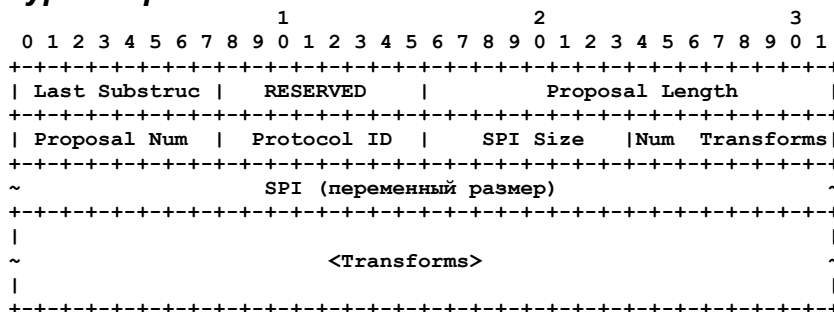 1                   2                   3
 0 1 2 3 4 5 6 7 8 9 0 1 2 3 4 5 6 7 8 9 0 1 2 3 4 5 6 7 8 9 0 1
+-+-+-+-+-+-+-+-+-+-+-+-+-+-+-+-+-+-+-+-+-+-+-+-+-+-+-+-+-+-+-+-+
| Last Substruc |   RESERVED    |         Proposal Length       |
+-+-+-+-+-+-+-+-+-+-+-+-+-+-+-+-+-+-+-+-+-+-+-+-+-+-+-+-+-+-+-+-+
| Proposal Num  |  Protocol ID  |    SPI Size   |Num  Transforms|
+-+-+-+-+-+-+-+-+-+-+-+-+-+-+-+-+-+-+-+-+-+-+-+-+-+-+-+-+-+-+-+-+
~                   SPI (переменный размер)                     ~
+-+-+-+-+-+-+-+-+-+-+-+-+-+-+-+-+-+-+-+-+-+-+-+-+-+-+-+-+-+-+-+-+
|                                                               |
~                        <Transforms>                           ~
|                                                               |
+-+-+-+-+-+-+-+-+-+-+-+-+-+-+-+-+-+-+-+-+-+-+-+-+-+-+-+-+-+-+-+-+